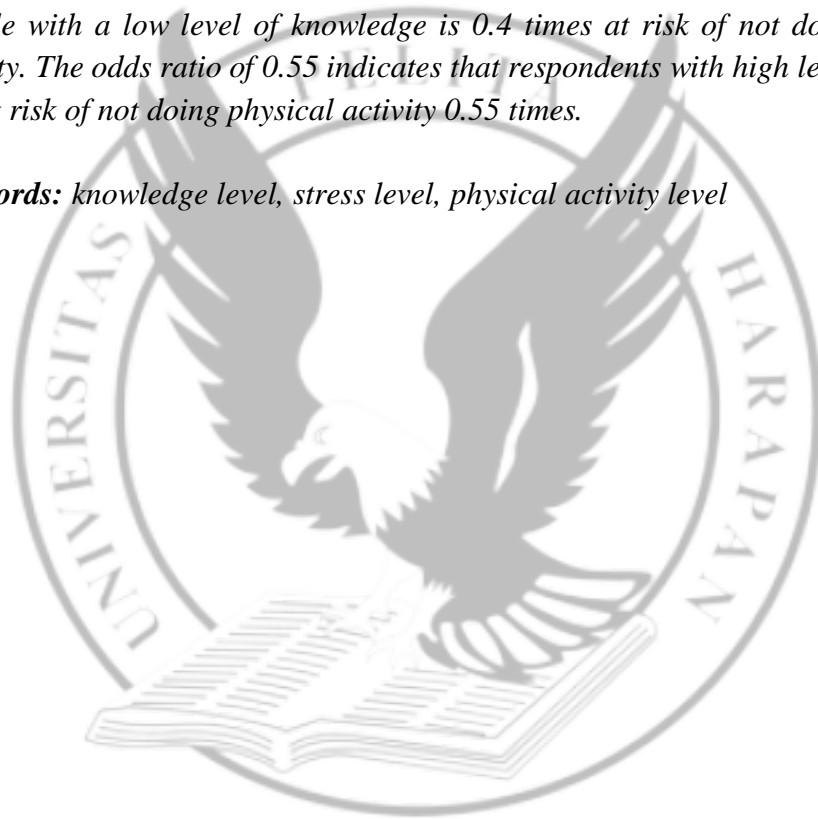 le with a low level of knowledge is 0.4 times at risk of not do
ty. The odds ratio of 0.55 indicates that respondents with high le
risk of not doing physical activity 0.55 times.
ords: knowledge level, stress level, physical activity level
UNIVERSITAS PELITA HARAPAN